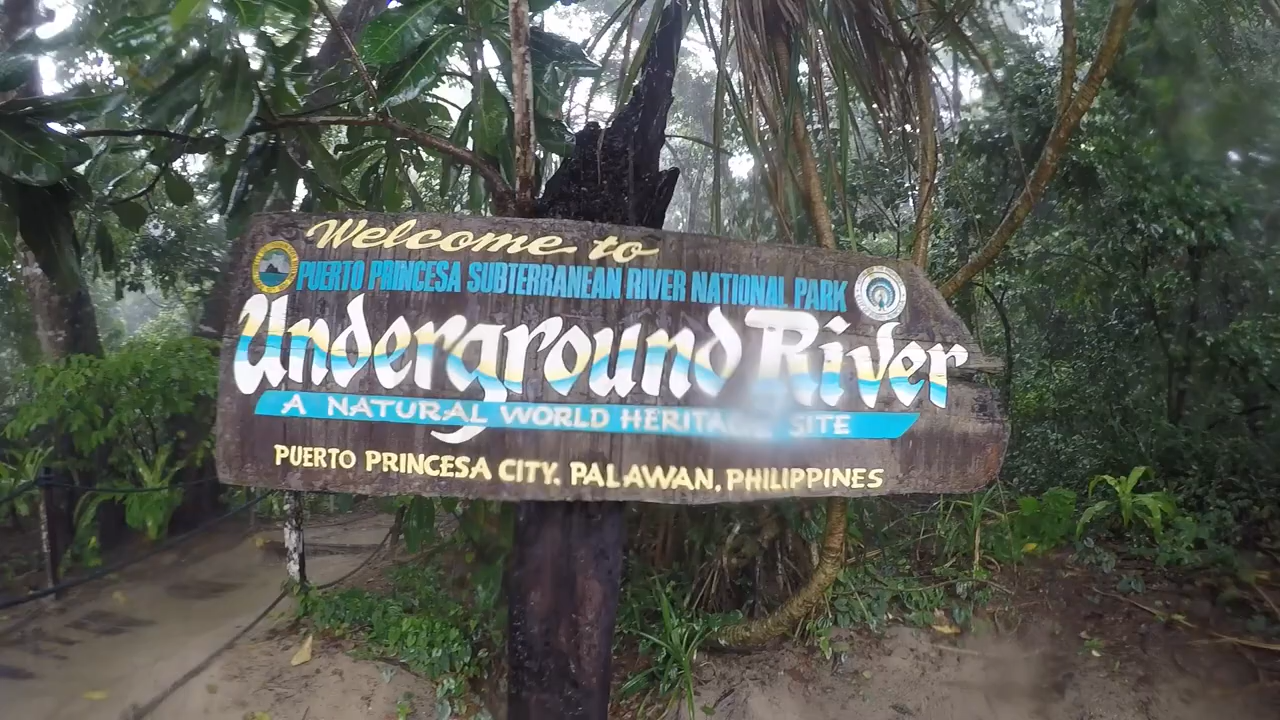 Welcome to
PUERTO PRINCESA SUBTERRANEAN RIVER NATIONAL PARK
Underground River
A NATURAL WORLD HERITAGE SITE
PUERTO PRINCESA CITY, PALAWAN, PHILIPPINES